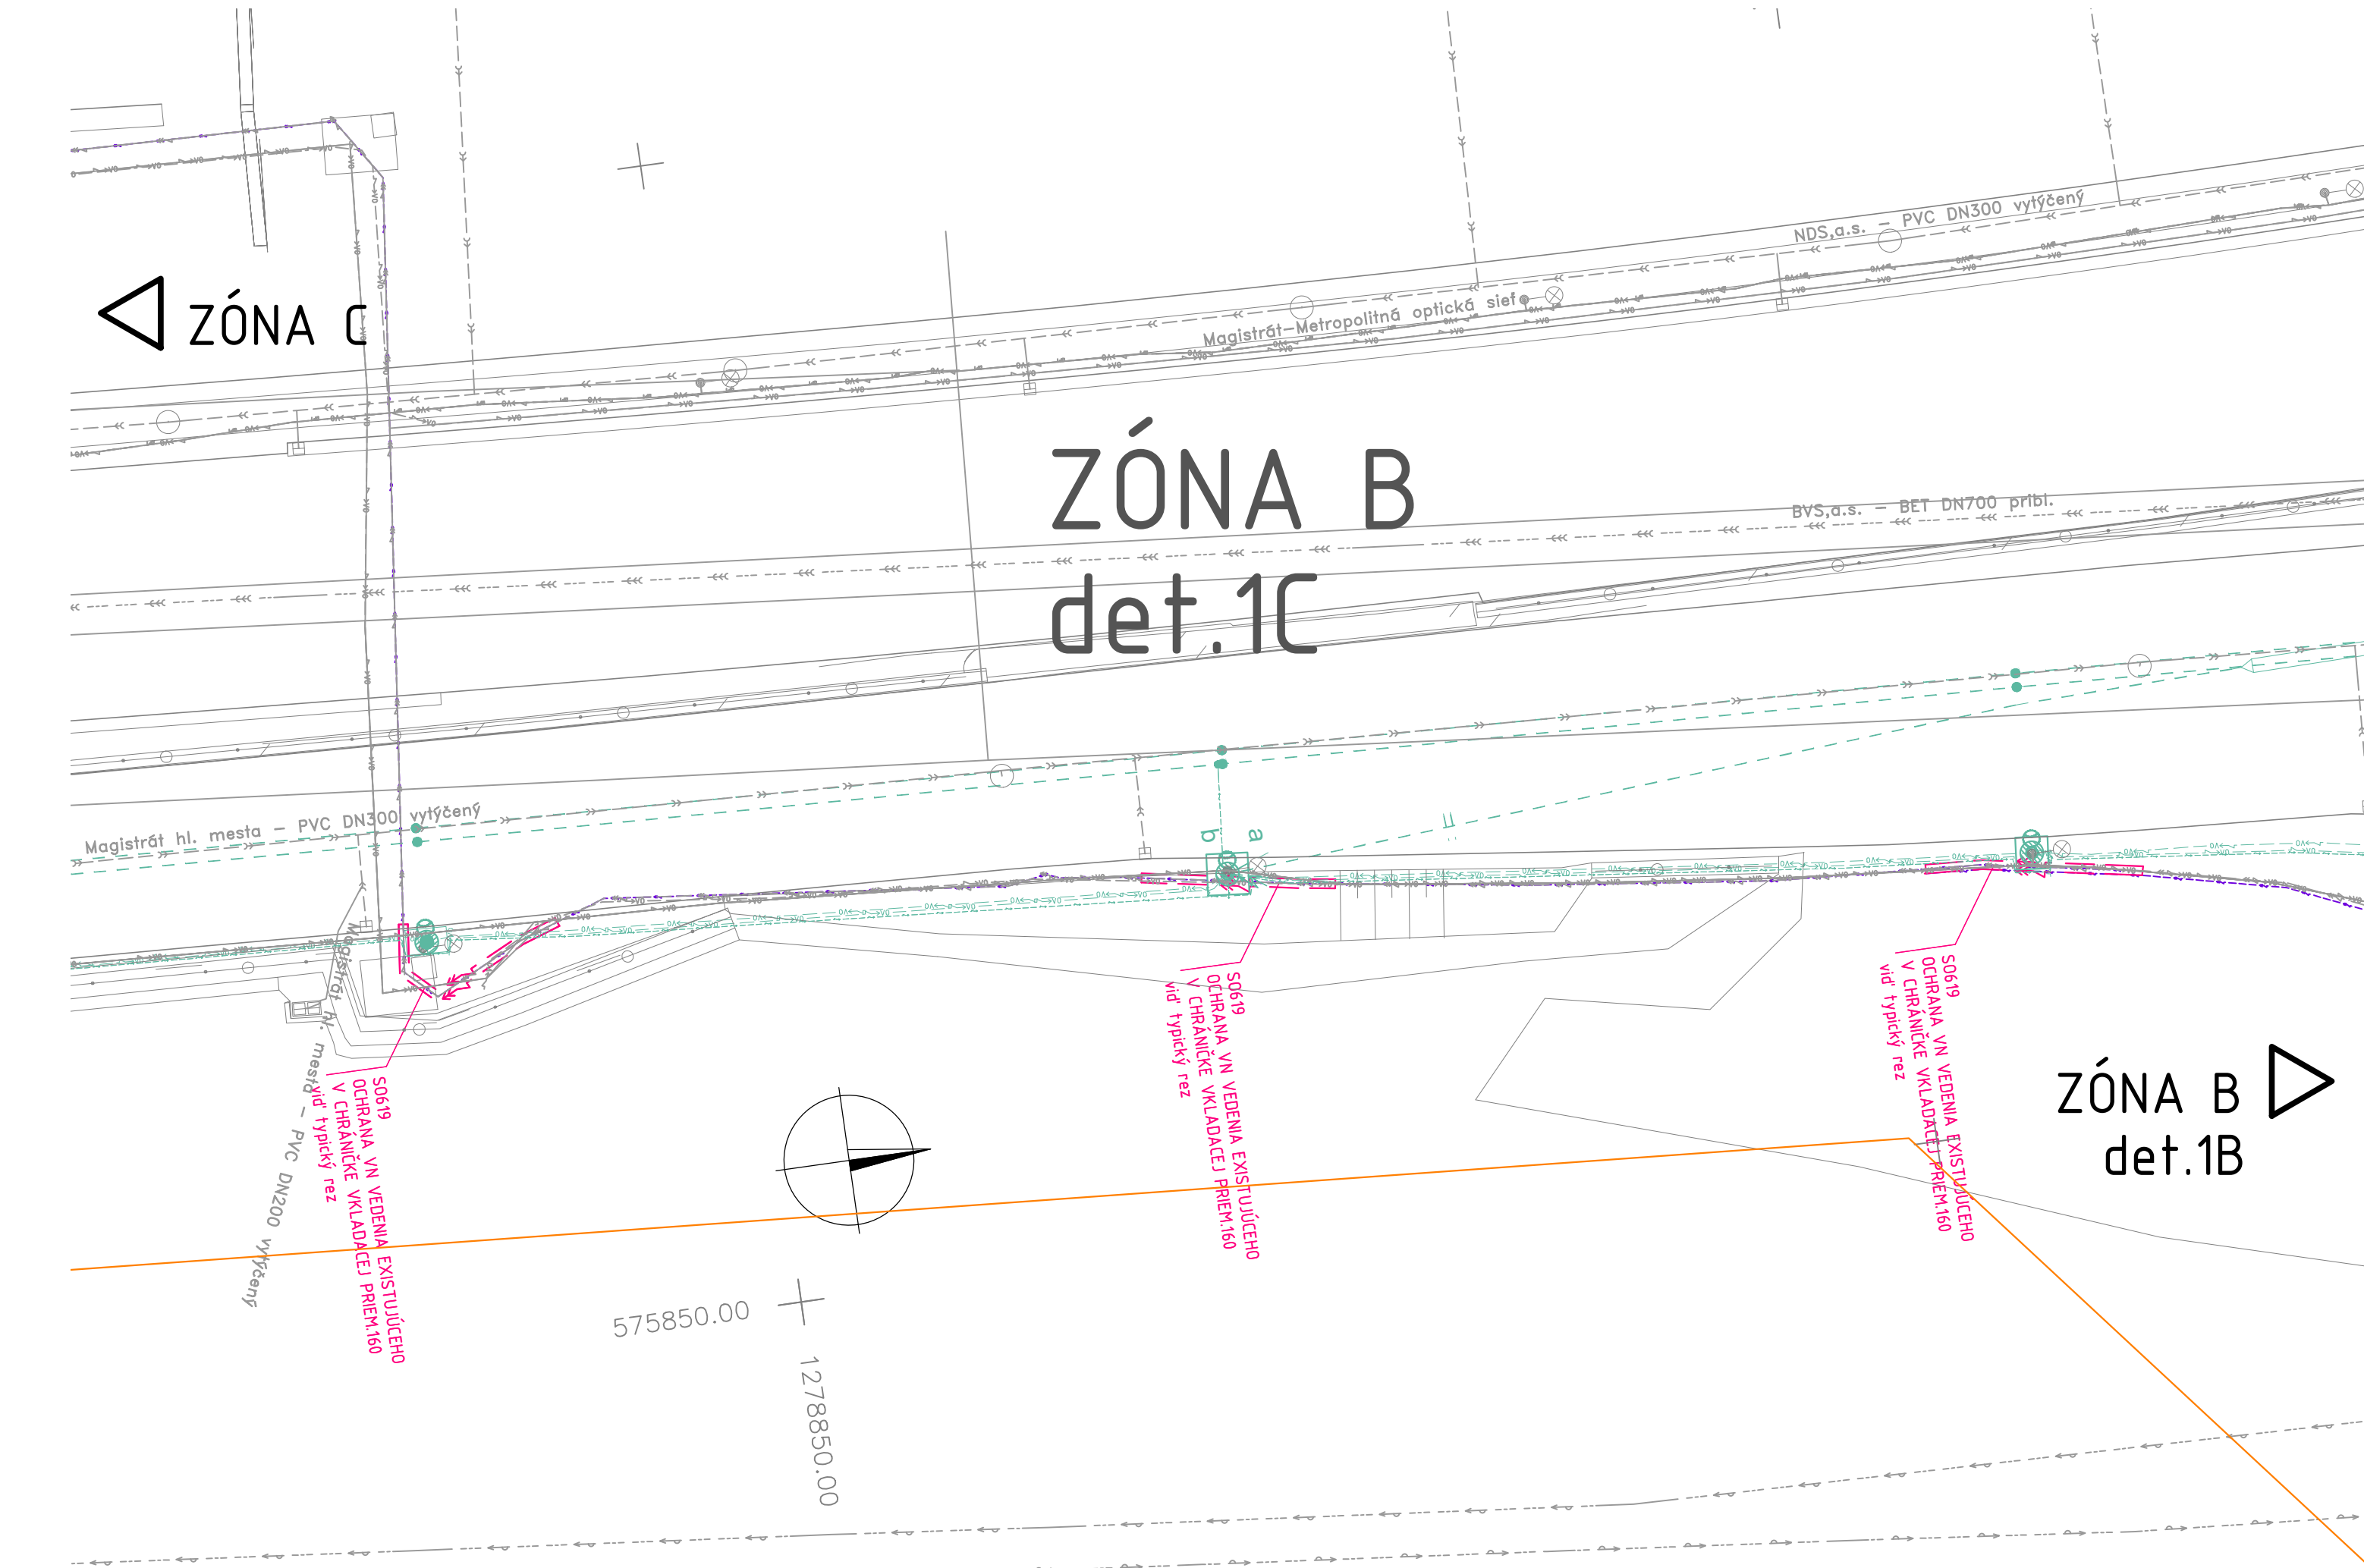 NDS,a.s. – PVC DN300 vytýčený
ZÓNA C
Magistrát–Metropolitná optická sieť
ZÓNA B
det.1C
BVS,a.s. – BET DN700 pribl.
Magistrát hl. mesta – PVC DN300 vytýčený
b
a
Magistrát hl. mesta – PVC DN200 vytýčený
SO619
OCHRANA VN VEDENIA EXISTUJÚCEHO
V CHRÁNIČKE VKLADACEJ PRIEM.160
viď typický rez
SO619
OCHRANA VN VEDENIA EXISTUJÚCEHO
V CHRÁNIČKE VKLADACEJ PRIEM.160
viď typický rez
SO619
OCHRANA VN VEDENIA EXISTUJÚCEHO
V CHRÁNIČKE VKLADACEJ PRIEM.160
viď typický rez
ZÓNA B
det.1B
575850.00
1278850.00